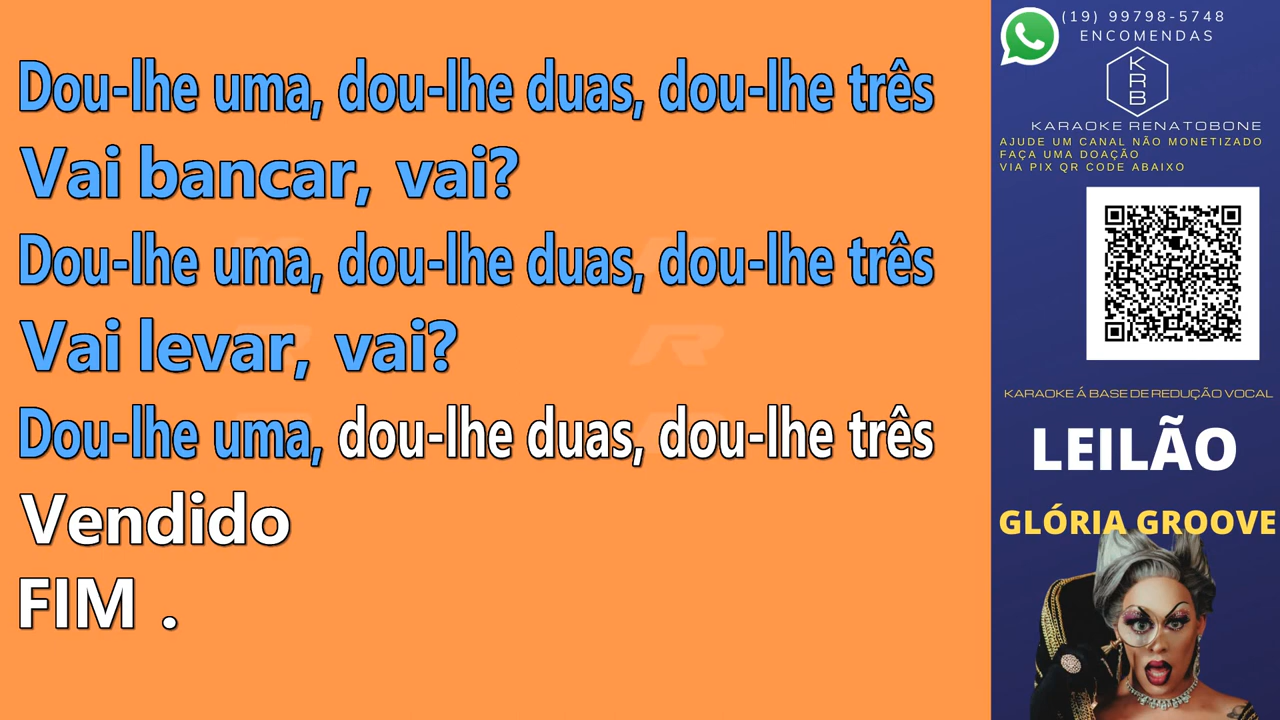 Dou-lhe uma, dou-lhe duas, dou-lhe três
Vai bancar, vai?
Dou-lhe uma, dou-lhe duas, dou-lhe três
Vai levar, vai?
Dou-lhe uma, dou-lhe duas, dou-lhe três
Vendido
FIM .
(19) 99798-5748
ENCOMENDAS
K
R
B
KARAOKE RENATOBONE
AJUDE UM CANAL NÃO MONETIZADO
FAÇA UMA DOAÇÃO
VIA PIX QR CODE ABAIXO
KARAOKE Á BASE DE REDUÇÃO VOCAL
LEILÃO
GLÓRIA GROOVE